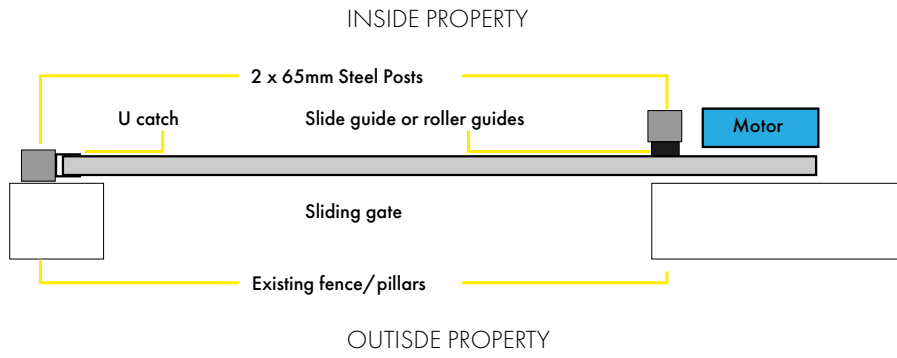 INSIDE PROPERTY
2 x 65mm Steel Posts
U catch
Slide guide or roller guides
Motor
Sliding gate
Existing fence/pillars
OUTISDE PROPERTY